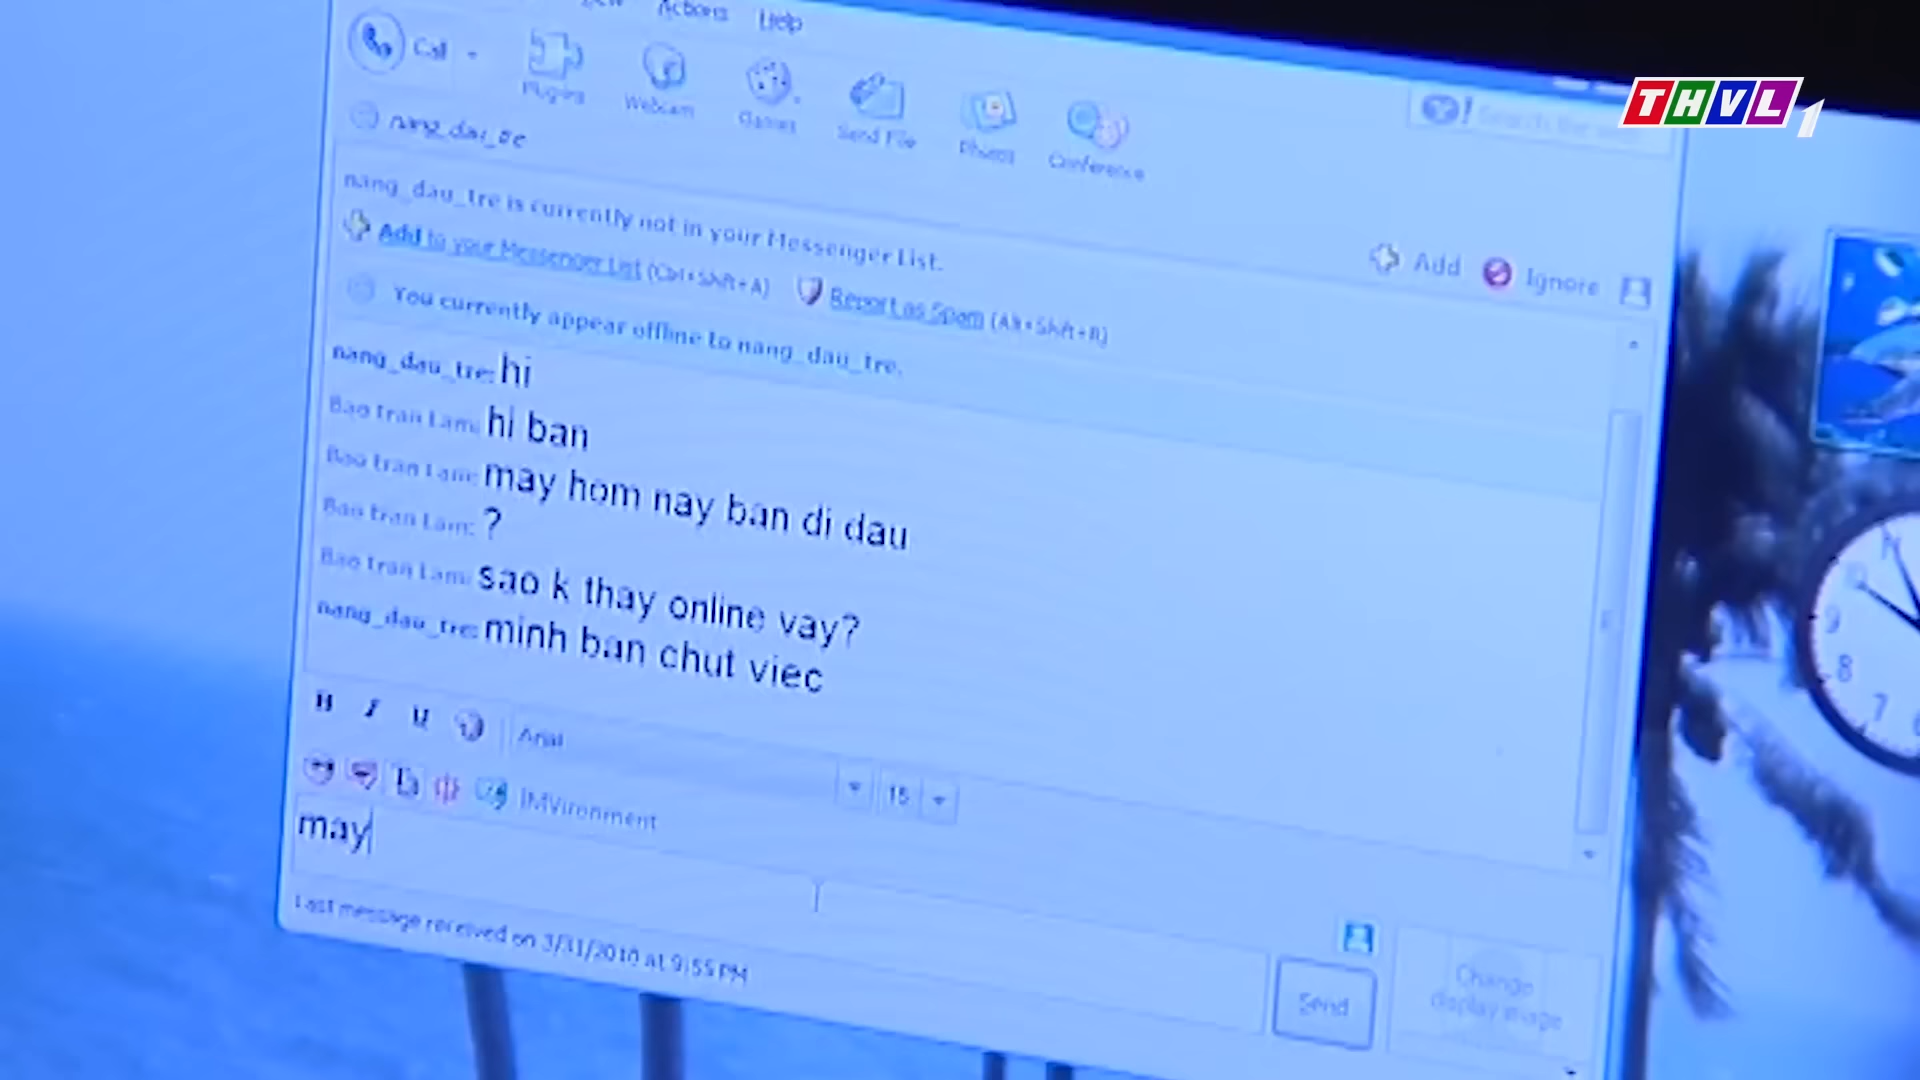 Actions Help
THVL1
Call
Plugins Webcam Games Send File Photos Conference
nang_dau_tre
nang_dau_tre is currently not in your Messenger List.
Add to your Messenger List (Ctrl+Shift+A) Report as Spam (Alt+Shift+R)
Add Ignore
You currently appear offline to nang_dau_tre.
nang_dau_tre: hi
Bao tran Lam: hi ban
Bao tran Lam: may hom nay ban di dau
Bao tran Lam: ?
Bao tran Lam: sao k thay online vay?
nang_dau_tre: minh ban chut viec
B I U Arial 15
IMVironment
may
Last message received on 3/31/2010 at 9:55 PM
Send
Change
display image
9
8
7